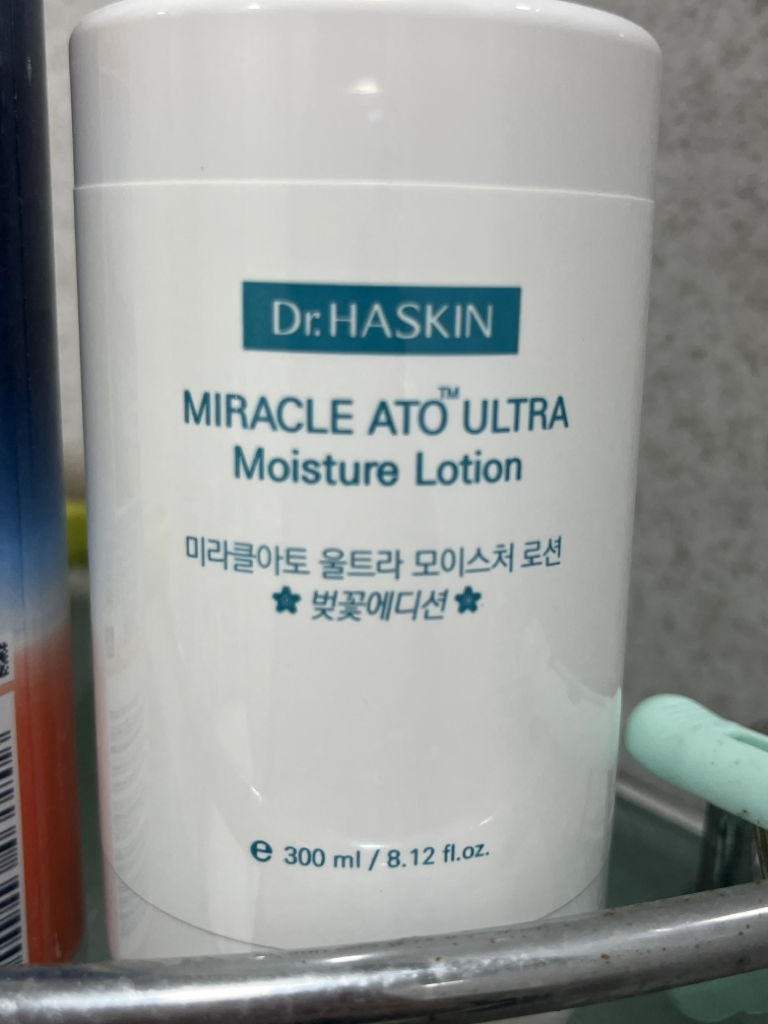 Dr.HASKIN
MIRACLE ATO™ ULTRA
Moisture Lotion
미라클아토 울트라 모이스처 로션
벚꽃에디션
e 300 ml / 8.12 fl.oz.